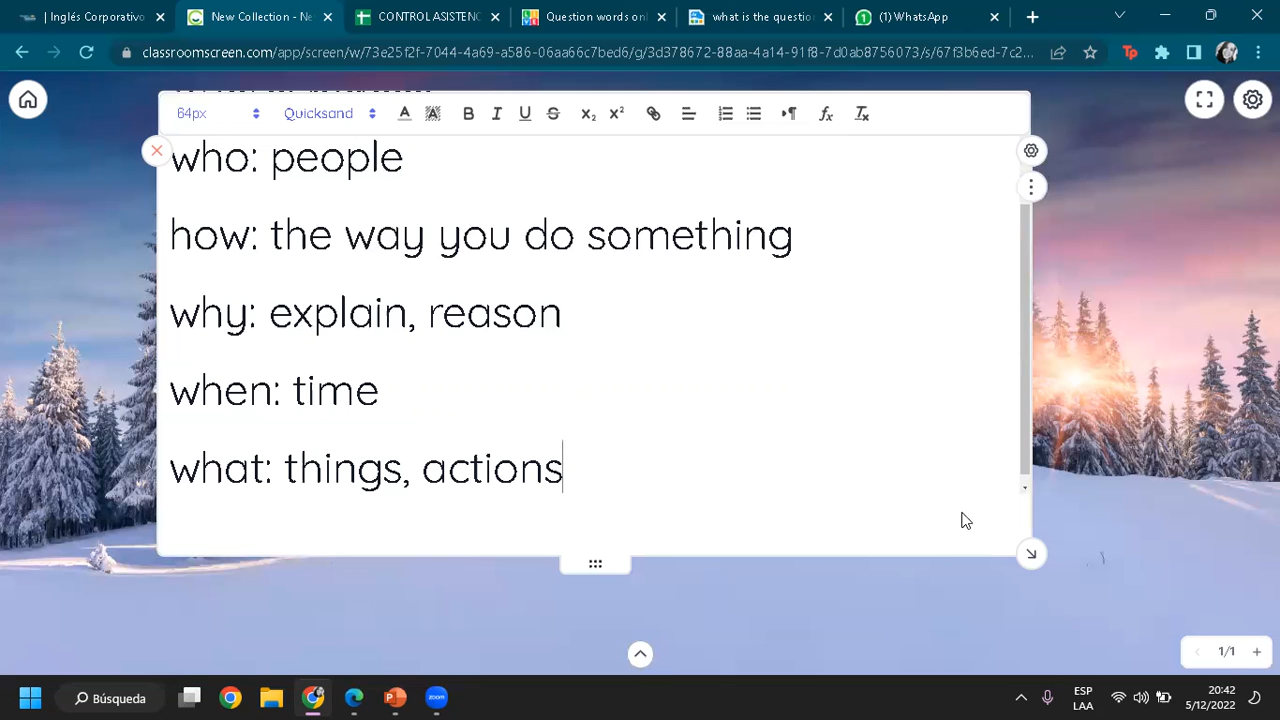 | Inglés Corporativo
New Collection - Ne
CONTROL ASISTENC
Question words onl
what is the questio
(1) WhatsApp
classroomscreen.com/app/screen/w/73e25f2f-7044-4a69-a586-06aa66c7bed6/g/3d378672-88aa-4a14-91f8-7d0ab8756073/s/67f3b6ed-7c2...
64px
Quicksand
who: people
how: the way you do something
why: explain, reason
when: time
what: things, actions
1/1
Búsqueda
ESP
LAA
20:42
5/12/2022